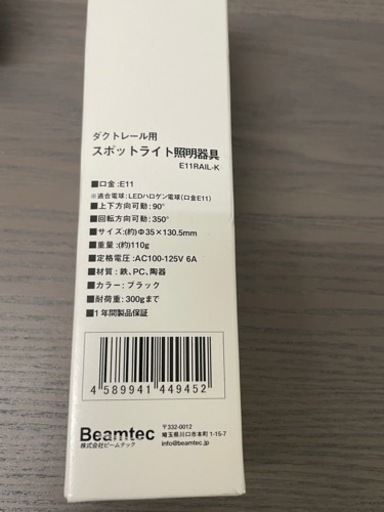 ダクトレール用
スポットライト照明器具
E11RAIL-K
■口金:E11
※適合電球:LEDハロゲン電球(口金E11)
■上下方向可動:90°
■回転方向可動:350°
■サイズ:(約)Φ35×130.5mm
■重量:(約)110g
■定格電圧:AC100-125V 6A
■材質:鉄、PC、陶器
■カラー:ブラック
■耐荷重:300gまで
■1年間製品保証
4 589941 449452
Beamtec
株式会社ビームテック
〒332-0012
埼玉県川口市本町1-15-7
info@beamtec.jp